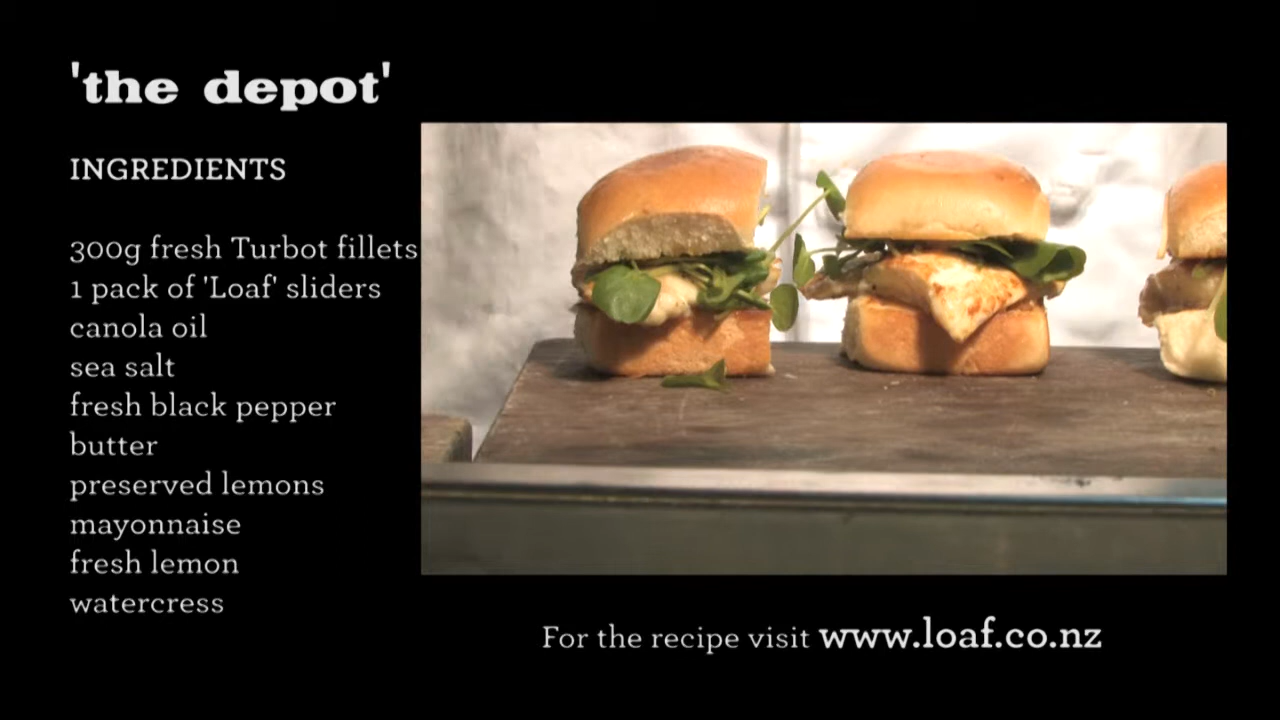 'the depot'
INGREDIENTS
300g fresh Turbot fillets
1 pack of 'Loaf' sliders
canola oil
sea salt
fresh black pepper
butter
preserved lemons
mayonnaise
fresh lemon
watercress
For the recipe visit www.loaf.co.nz